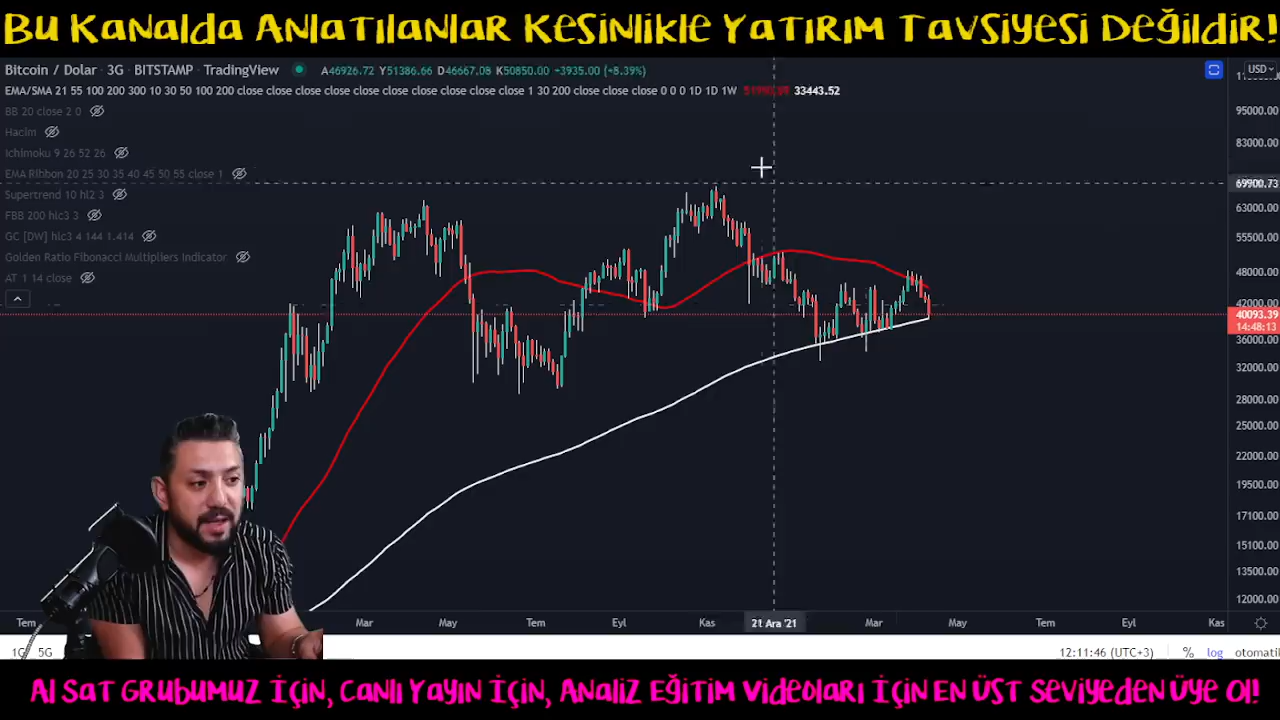 Bu Kanalda Anlatılanlar Kesinlikle Yatırım Tavsiyesi Değildir!
Bitcoin / Dolar · 3G · BITSTAMP · TradingView A46926.72 Y51386.66 D46667.08 K50850.00 +3935.00 (+8.39%)
USD
EMA/SMA 21 55 100 200 300 10 30 50 100 200 close close close close close close close close close close 1 30 200 close close close 0 0 0 1D 1D 1W 33443.52
BB 20 close 2 0
95000.00
Hacim
83000.00
Ichimoku 9 26 52 26
EMA Ribbon 20 25 30 35 40 45 50 55 close 1
69900.73
Supertrend 10 hl2 3
63000.00
FBB 200 hlc3 3
GC [DW] hlc3 4 144 1.414
55500.00
Golden Ratio Fibonacci Multipliers Indicator
48000.00
AT 1 14 close
42000.00
40093.39
14:48:13
36000.00
32000.00
28000.00
25000.00
22000.00
19500.00
17100.00
15100.00
13500.00
12000.00
Tem Mar May Tem Eyl Kas 21 Ara '21 Mar May Tem Eyl Kas
1G 5G 12:11:46 (UTC+3) % log otomatik
Al Sat Grubumuz İçin, Canlı Yayın İçin, Analiz Eğitim Videoları İçin En Üst Seviyeden Üye Ol!